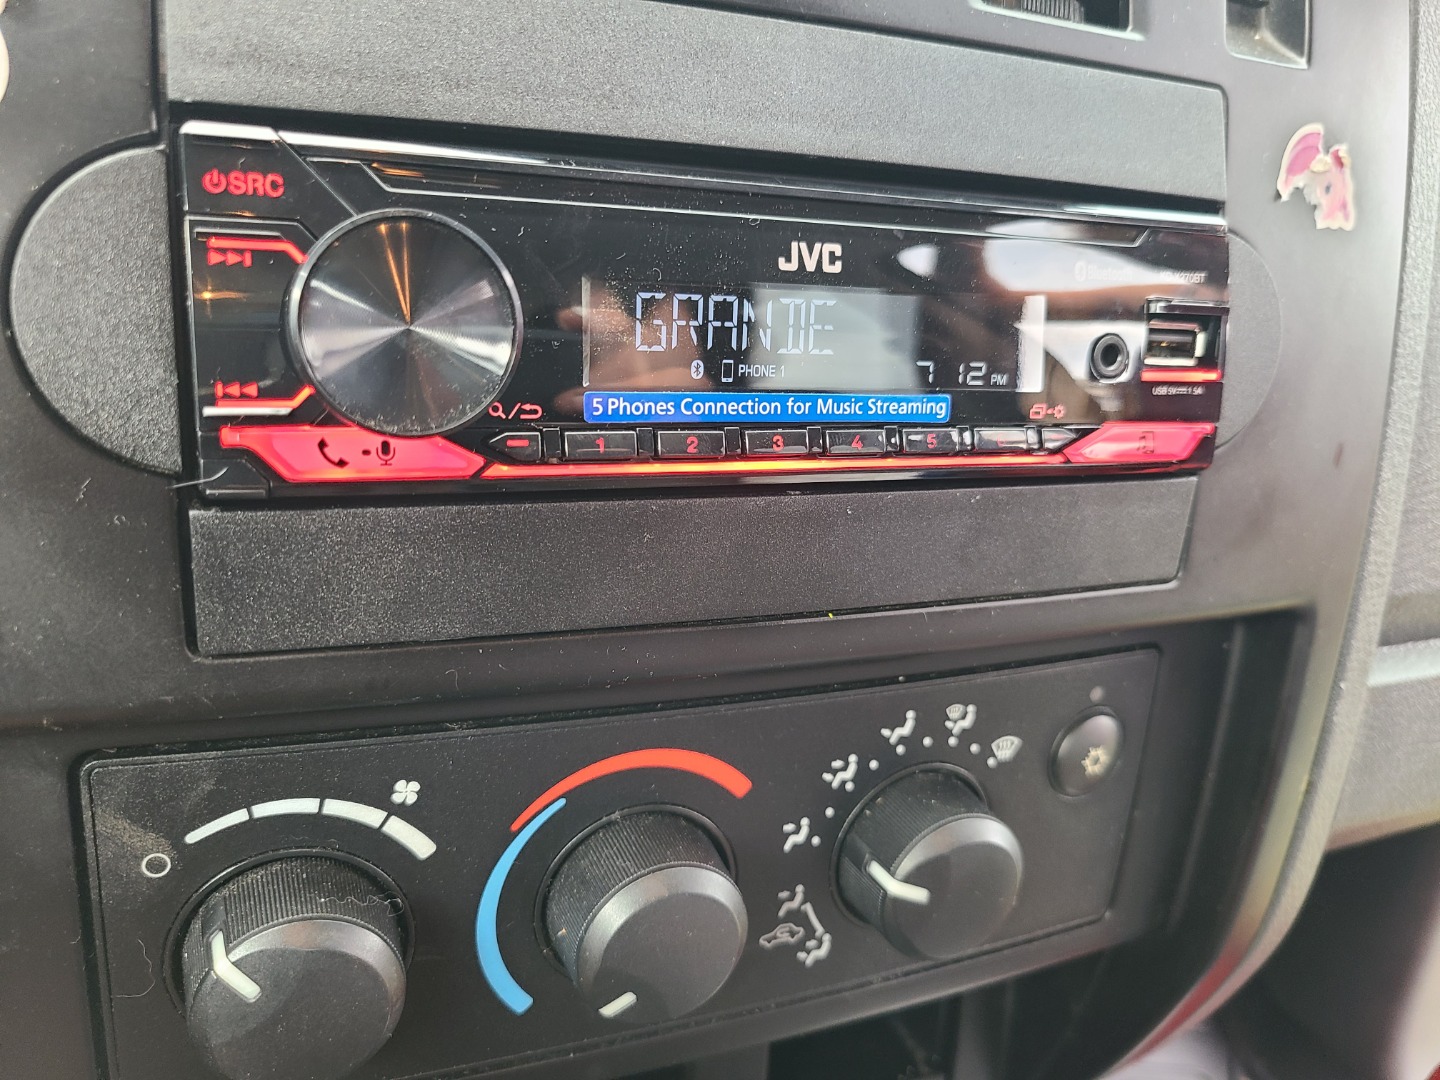 SRC
JVC
Bluetooth
GRANDE
PHONE 1
7 12 PM
5 Phones Connection for Music Streaming
1 2 3 4 5